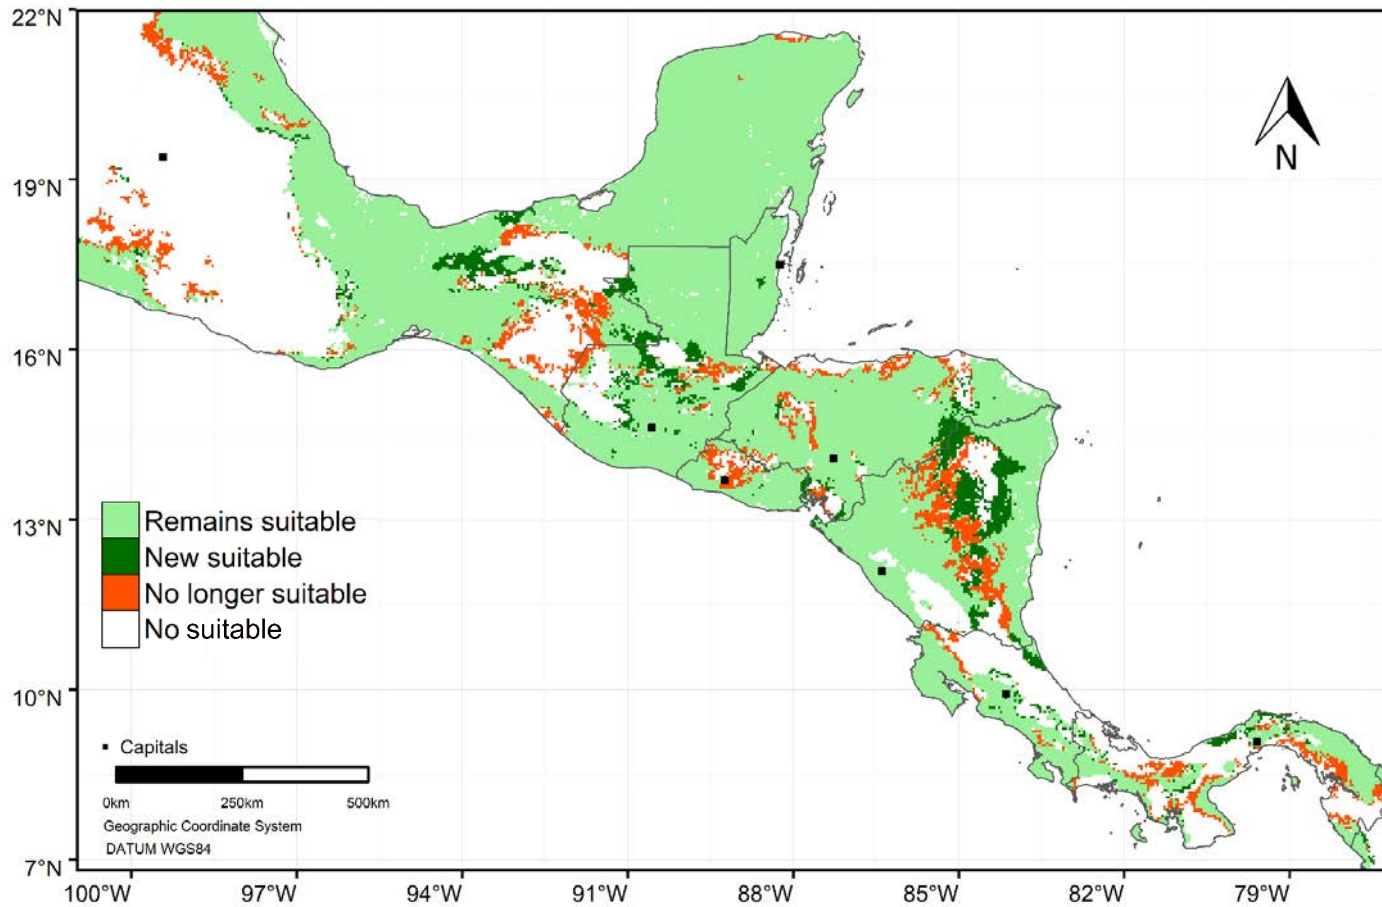 22°N
N
19°N
16°N
Remains suitable
13°N
New suitable
No longer suitable
No suitable
10°N
Capitals
0km 250km 500km
Geographic Coordinate System
DATUM WGS84
7°N
100°W 97°W 94°W 91°W 88°W 85°W 82°W 79°W